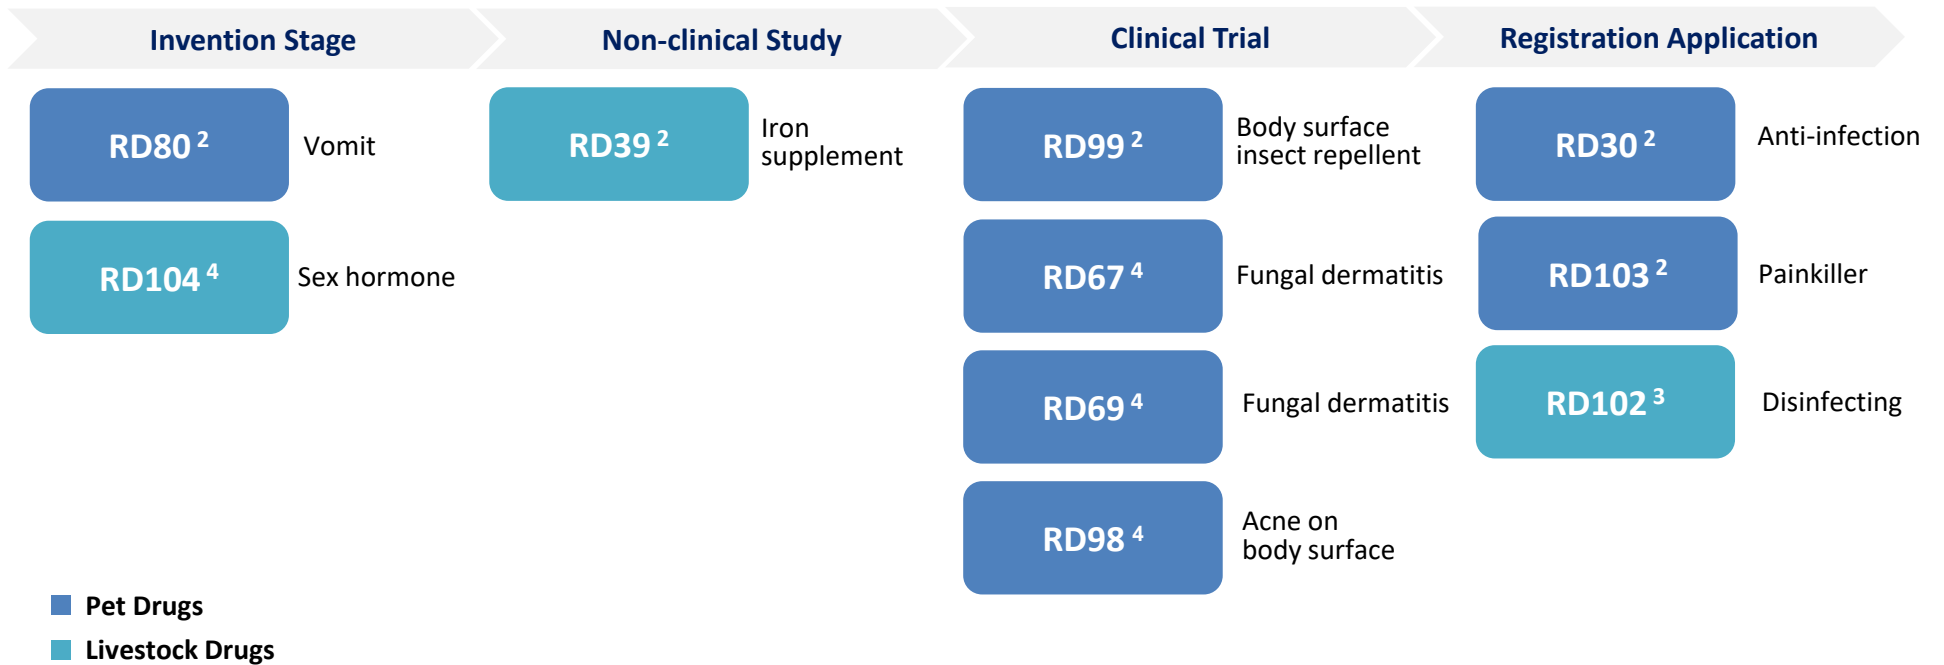 Invention Stage
Non-clinical Study
Clinical Trial
Registration Application
RD80 2
Vomit
RD104 4
Sex hormone
RD39 2
Iron
supplement
RD99 2
Body surface
insect repellent
RD67 4
Fungal dermatitis
RD69 4
Fungal dermatitis
RD98 4
Acne on
body surface
RD30 2
Anti-infection
RD103 2
Painkiller
RD102 3
Disinfecting
Pet Drugs
Livestock Drugs